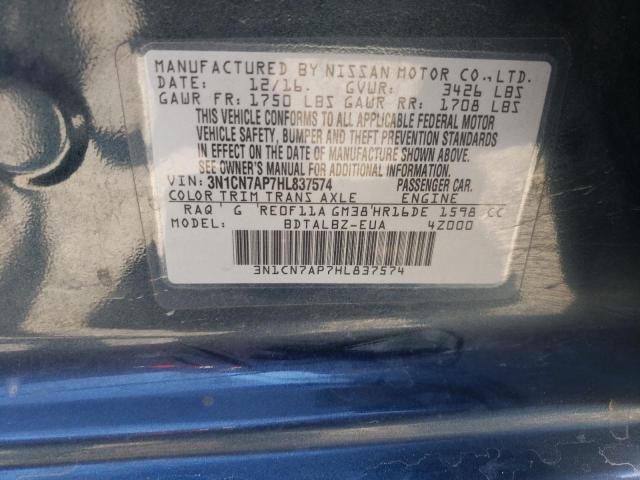 MANUFACTURED BY NISSAN MOTOR CO.,LTD.
DATE: 12/16. GVWR: 3426 LBS
GAWR FR: 1750 LBS GAWR RR: 1708 LBS
THIS VEHICLE CONFORMS TO ALL APPLICABLE FEDERAL MOTOR
VEHICLE SAFETY, BUMPER AND THEFT PREVENTION STANDARDS
IN EFFECT ON THE DATE OF MANUFACTURE SHOWN ABOVE.
SEE OWNER'S MANUAL FOR ADDITIONAL INFORMATION.
VIN: 3N1CN7AP7HL837574 PASSENGER CAR.
COLOR TRIM TRANS AXLE ENGINE
RAQ G RE0F11A GM38 HR16DE 1598 CC
MODEL: BDTALBZ-EUA 4Z000
3N1CN7AP7HL837574